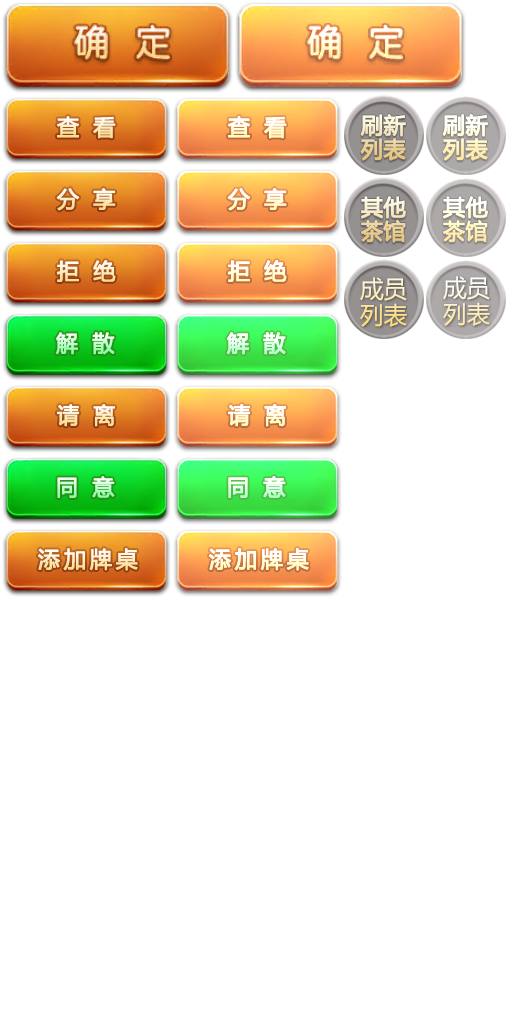 确 定
确 定
查 看
查 看
刷新
列表
刷新
列表
分 享
分 享
其他
茶馆
其他
茶馆
拒 绝
拒 绝
成员
列表
成员
列表
解 散
解 散
请 离
请 离
同 意
同 意
添加牌桌
添加牌桌